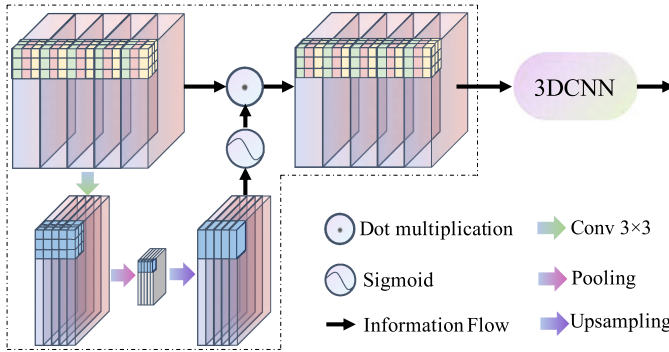 3DCNN
Dot multiplication
Conv 3×3
Sigmoid
Pooling
Information Flow
Upsampling